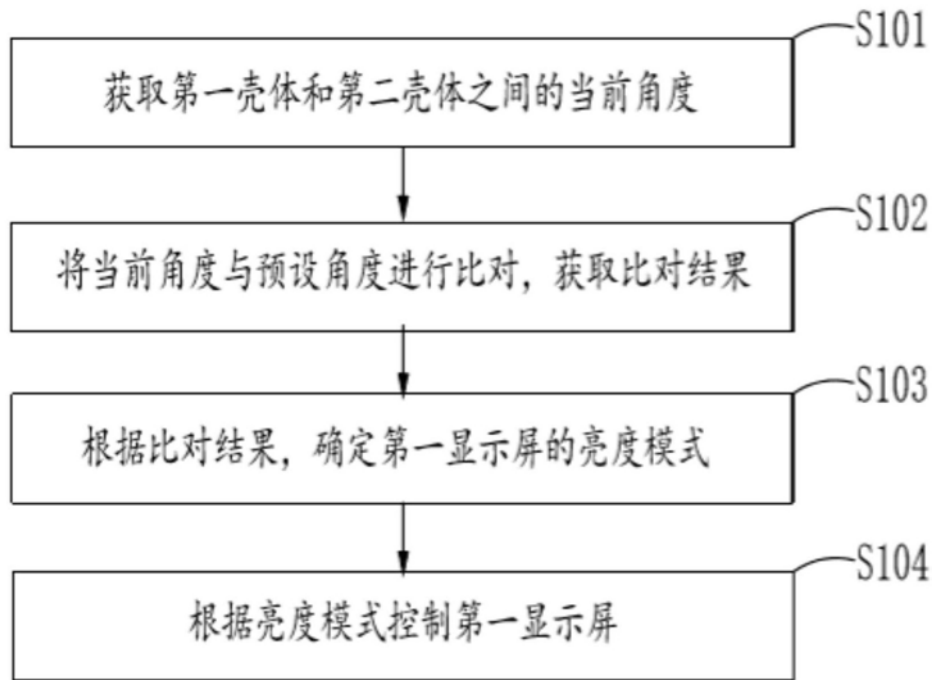 S101
获取第一壳体和第二壳体之间的当前角度
S102
将当前角度与预设角度进行比对，获取比对结果
S103
根据比对结果，确定第一显示屏的亮度模式
S104
根据亮度模式控制第一显示屏